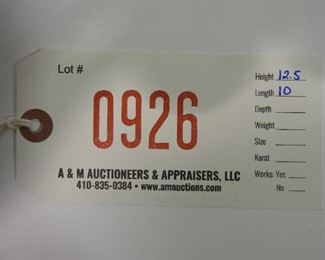 Lot #
0926
Height 12.5
Length 10
Depth
Weight
Size
Karat
Works: Yes
No
A & M AUCTIONEERS & APPRAISERS, LLC
410-835-0384 • www.amauctions.com